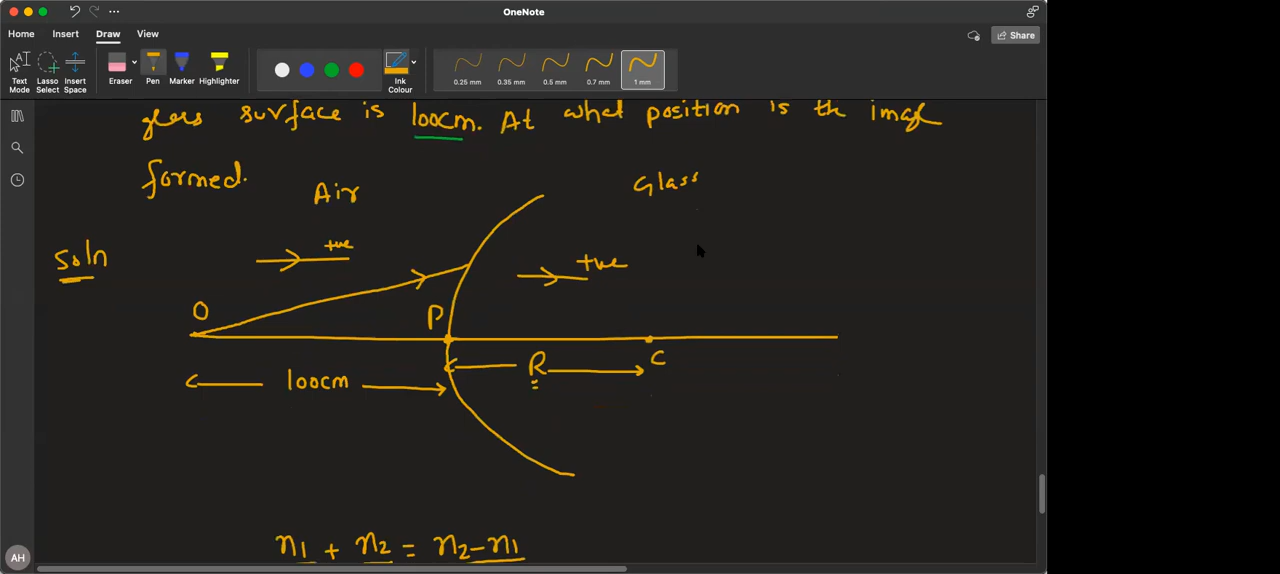 OneNote
Home Insert Draw View
Share
Text Mode
Lasso Select
Insert Space
Eraser
Pen
Marker
Highlighter
Ink Colour
0.25 mm
0.35 mm
0.5 mm
0.7 mm
1 mm
glass surface is 100cm. At what position is the image
formed.
Air
Glass
Soln
+ve
+ve
O
P
C
R
100cm
n1 + n2 = n2-n1
AH